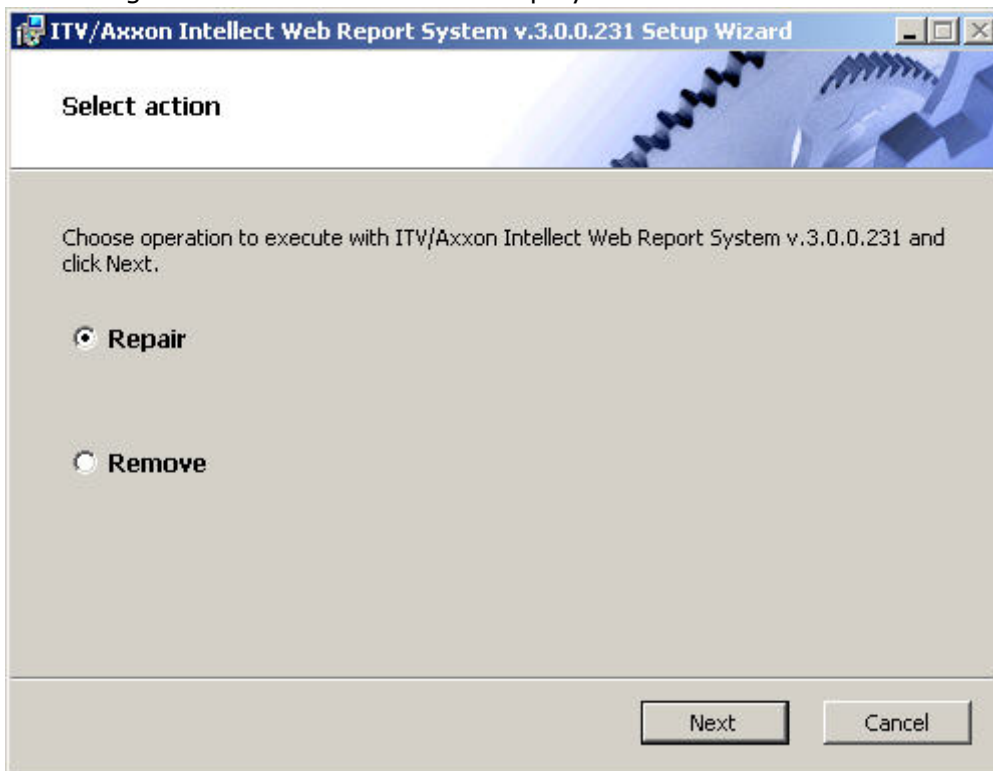 ITV/Axxon Intellect Web Report System v.3.0.0.231 Setup Wizard
Select action
Choose operation to execute with ITV/Axxon Intellect Web Report System v.3.0.0.231 and
click Next.
Repair
Remove
Next
Cancel